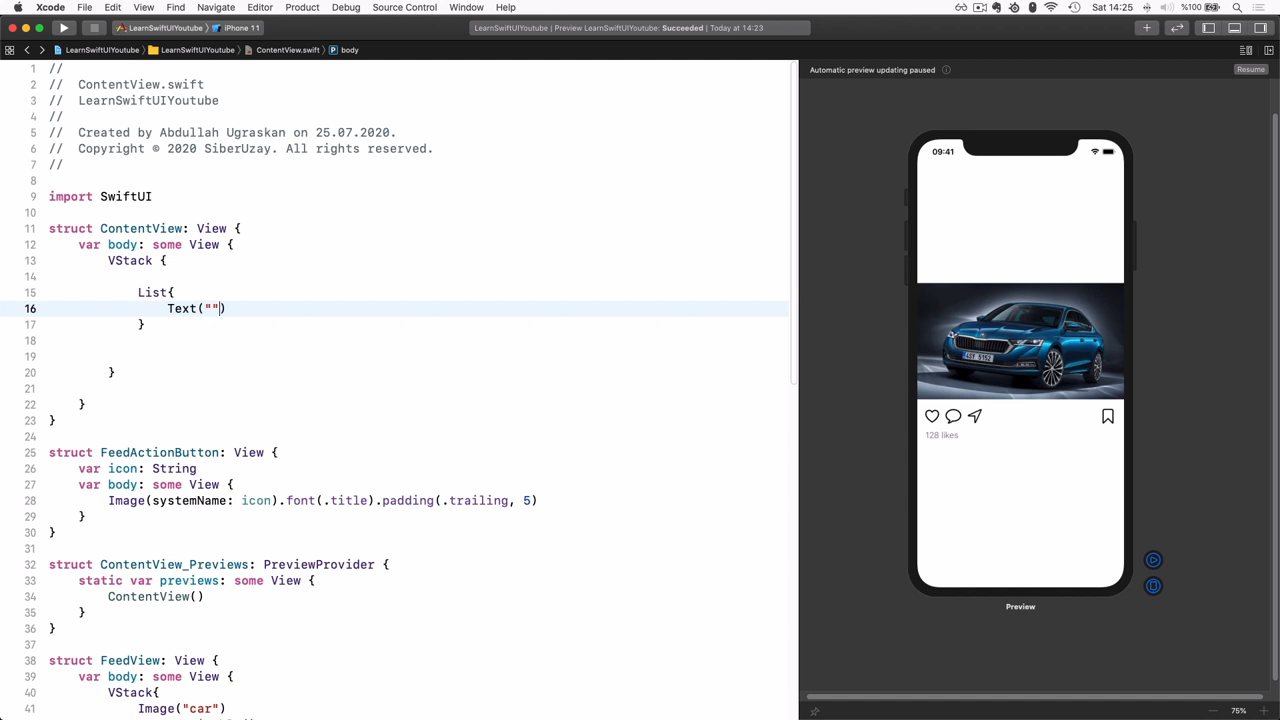 Xcode File Edit View Find Navigate Editor Product Debug Source Control Window Help %100 Sat 14:25
LearnSwiftUIYoutube iPhone 11 LearnSwiftUIYoutube | Preview LearnSwiftUIYoutube: Succeeded | Today at 14:23
LearnSwiftUIYoutube LearnSwiftUIYoutube ContentView.swift P body
1 //
2 // ContentView.swift
3 // LearnSwiftUIYoutube
4 //
5 // Created by Abdullah Ugraskan on 25.07.2020.
6 // Copyright © 2020 SiberUzay. All rights reserved.
7 //
8
9 import SwiftUI
10
11 struct ContentView: View {
12 var body: some View {
13 VStack {
14
15 List{
16 Text("")
17 }
18
19
20 }
21
22 }
23 }
24
25 struct FeedActionButton: View {
26 var icon: String
27 var body: some View {
28 Image(systemName: icon).font(.title).padding(.trailing, 5)
29 }
30 }
31
32 struct ContentView_Previews: PreviewProvider {
33 static var previews: some View {
34 ContentView()
35 }
36 }
37
38 struct FeedView: View {
39 var body: some View {
40 VStack{
41 Image("car")
Automatic preview updating paused Resume
09:41
128 likes
Preview
75%